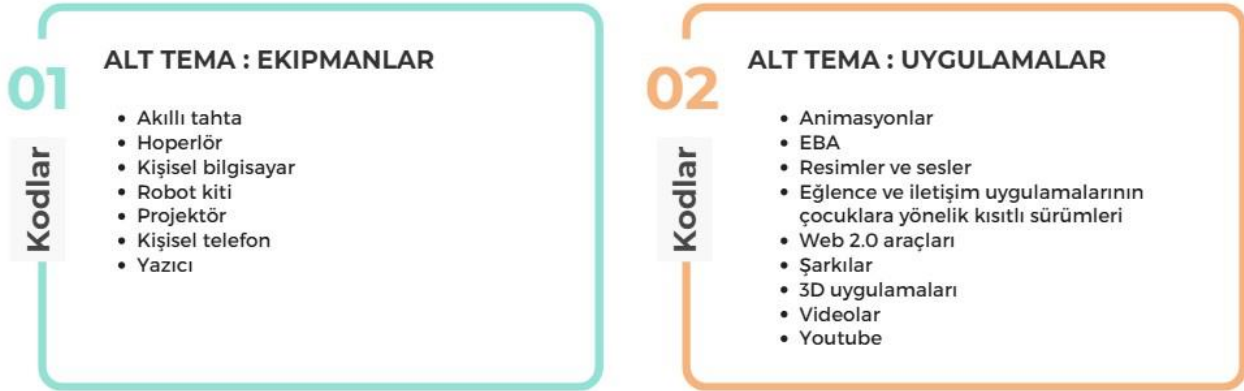 01
ALT TEMA : EKIPMANLAR
Kodlar
• Akıllı tahta
• Hoperlör
• Kişisel bilgisayar
• Robot kiti
• Projektör
• Kişisel telefon
• Yazıcı
02
ALT TEMA : UYGULAMALAR
Kodlar
• Animasyonlar
• EBA
• Resimler ve sesler
• Eğlence ve iletişim uygulamalarının
çocuklara yönelik kısıtlı sürümleri
• Web 2.0 araçları
• Şarkılar
• 3D uygulamaları
• Videolar
• Youtube